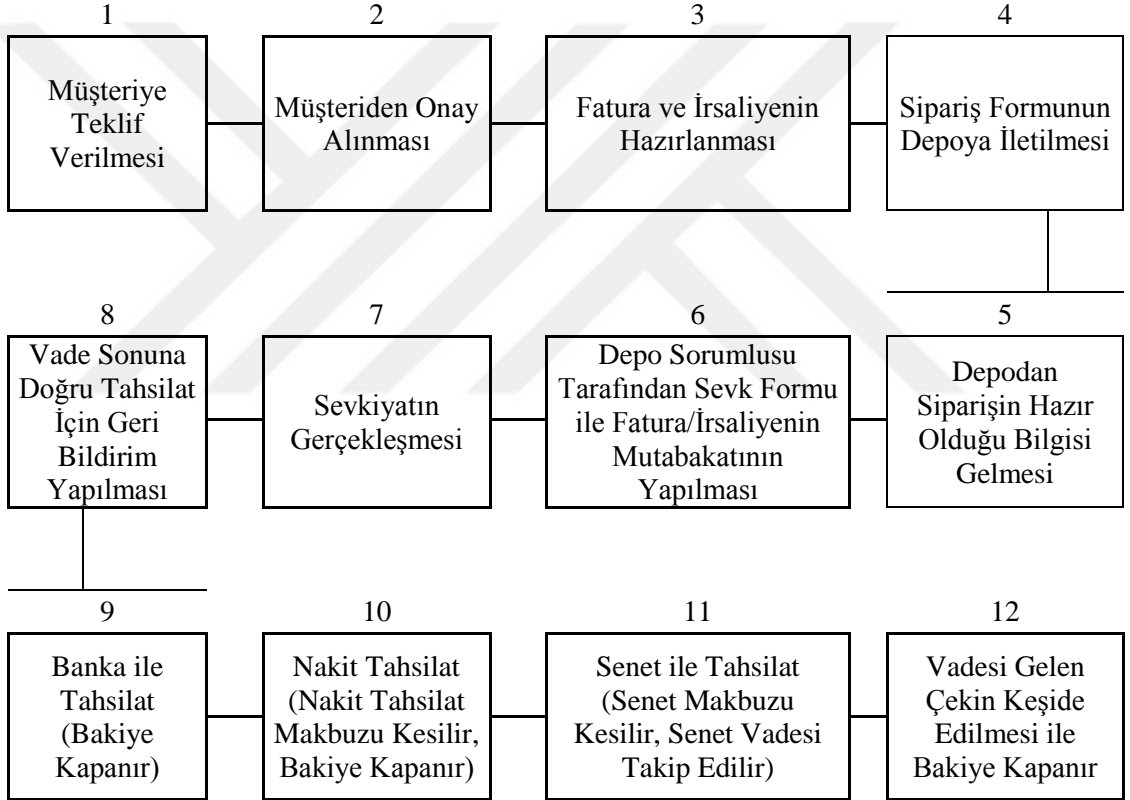 1
Müşteriye
Teklif
Verilmesi
2
Müşteriden Onay
Alınması
3
Fatura ve İrsaliyenin
Hazırlanması
4
Sipariş Formunun
Depoya İletilmesi
5
Depodan
Siparişin Hazır
Olduğu Bilgisi
Gelmesi
6
Depo Sorumlusu
Tarafından Sevk Formu
ile Fatura/İrsaliyenin
Mutabakatının
Yapılması
7
Sevkiyatın
Gerçekleşmesi
8
Vade Sonuna
Doğru Tahsilat
İçin Geri
Bildirim
Yapılması
9
Banka ile
Tahsilat
(Bakiye
Kapanır)
10
Nakit Tahsilat
(Nakit Tahsilat
Makbuzu Kesilir,
Bakiye Kapanır)
11
Senet ile Tahsilat
(Senet Makbuzu
Kesilir, Senet Vadesi
Takip Edilir)
12
Vadesi Gelen
Çekin Keşide
Edilmesi ile
Bakiye Kapanır